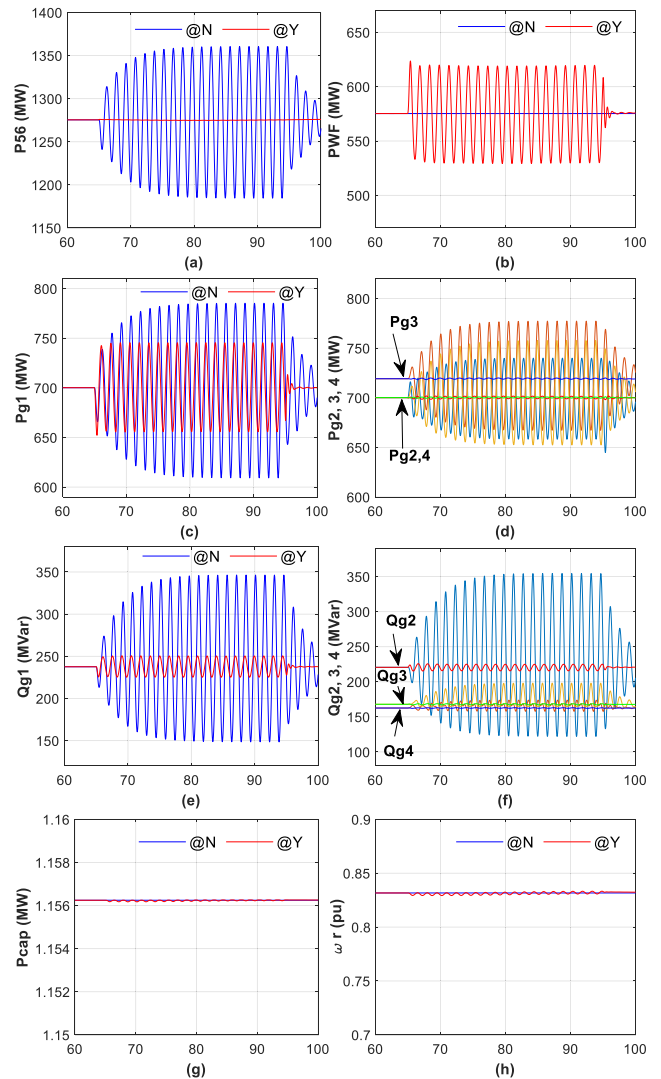 @N @Y
P56 (MW)
1400
1350
1300
1250
1200
1150
60 70 80 90 100
(a)
@N @Y
PWF (MW)
650
600
550
500
60 70 80 90 100
(b)
@N @Y
Pg1 (MW)
800
750
700
650
600
60 70 80 90 100
(c)
Pg2, 3, 4 (MW)
800
700
600
500
Pg3
Pg2,4
60 70 80 90 100
(d)
@N @Y
Qg1 (MVar)
350
300
250
200
150
60 70 80 90 100
(e)
Qg2, 3, 4 (MVar)
350
300
250
200
150
100
Qg2
Qg3
Qg4
60 70 80 90 100
(f)
@N @Y
Pcap (MW)
1.16
1.158
1.156
1.154
1.152
1.15
60 70 80 90 100
(g)
@N @Y
ω r (pu)
0.9
0.85
0.8
0.75
0.7
60 70 80 90 100
(h)